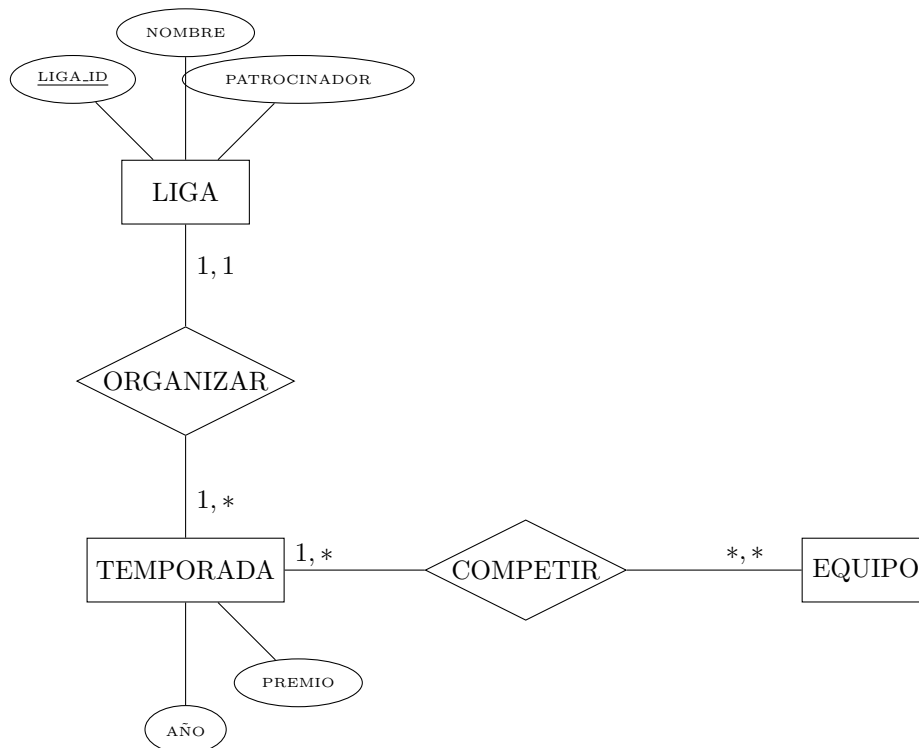 NOMBRE
LIGA_ID
PATROCINADOR
LIGA
1, 1
ORGANIZAR
1, *
TEMPORADA
1, *
COMPETIR
*, *
EQUIPO
PREMIO
AÑO